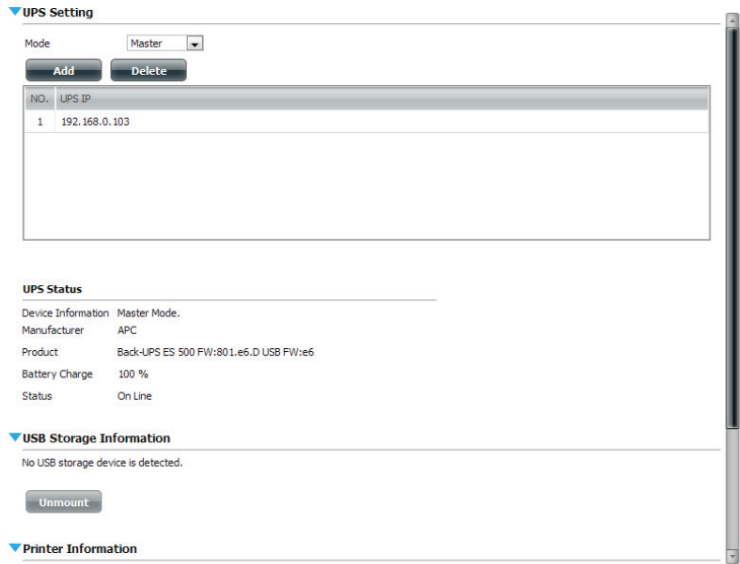 UPS Setting
Mode Master
Add Delete
NO. UPS IP
1 192.168.0.103
UPS Status
Device Information Master Mode.
Manufacturer APC
Product Back-UPS ES 500 FW:801.e6.D USB FW:e6
Battery Charge 100 %
Status On Line
USB Storage Information
No USB storage device is detected.
Unmount
Printer Information